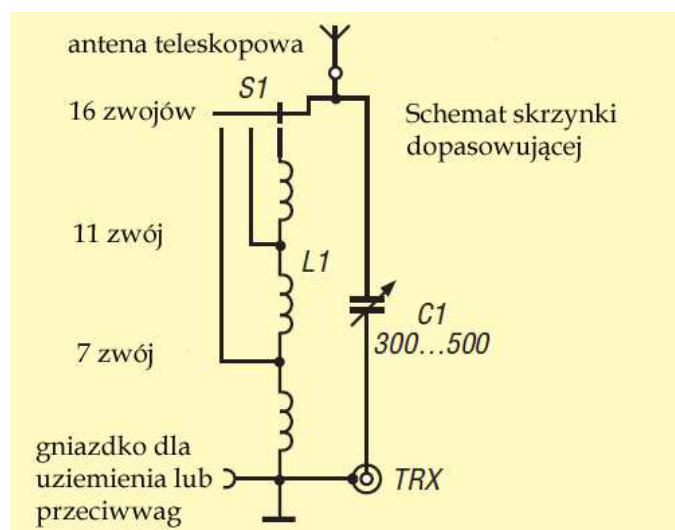 antena teleskopowa
S1
16 zwojów
Schemat skrzynki
dopasowującej
11 zwój
L1
C1
300...500
7 zwój
gniazdko dla
uziemienia lub
przeciwwag
TRX